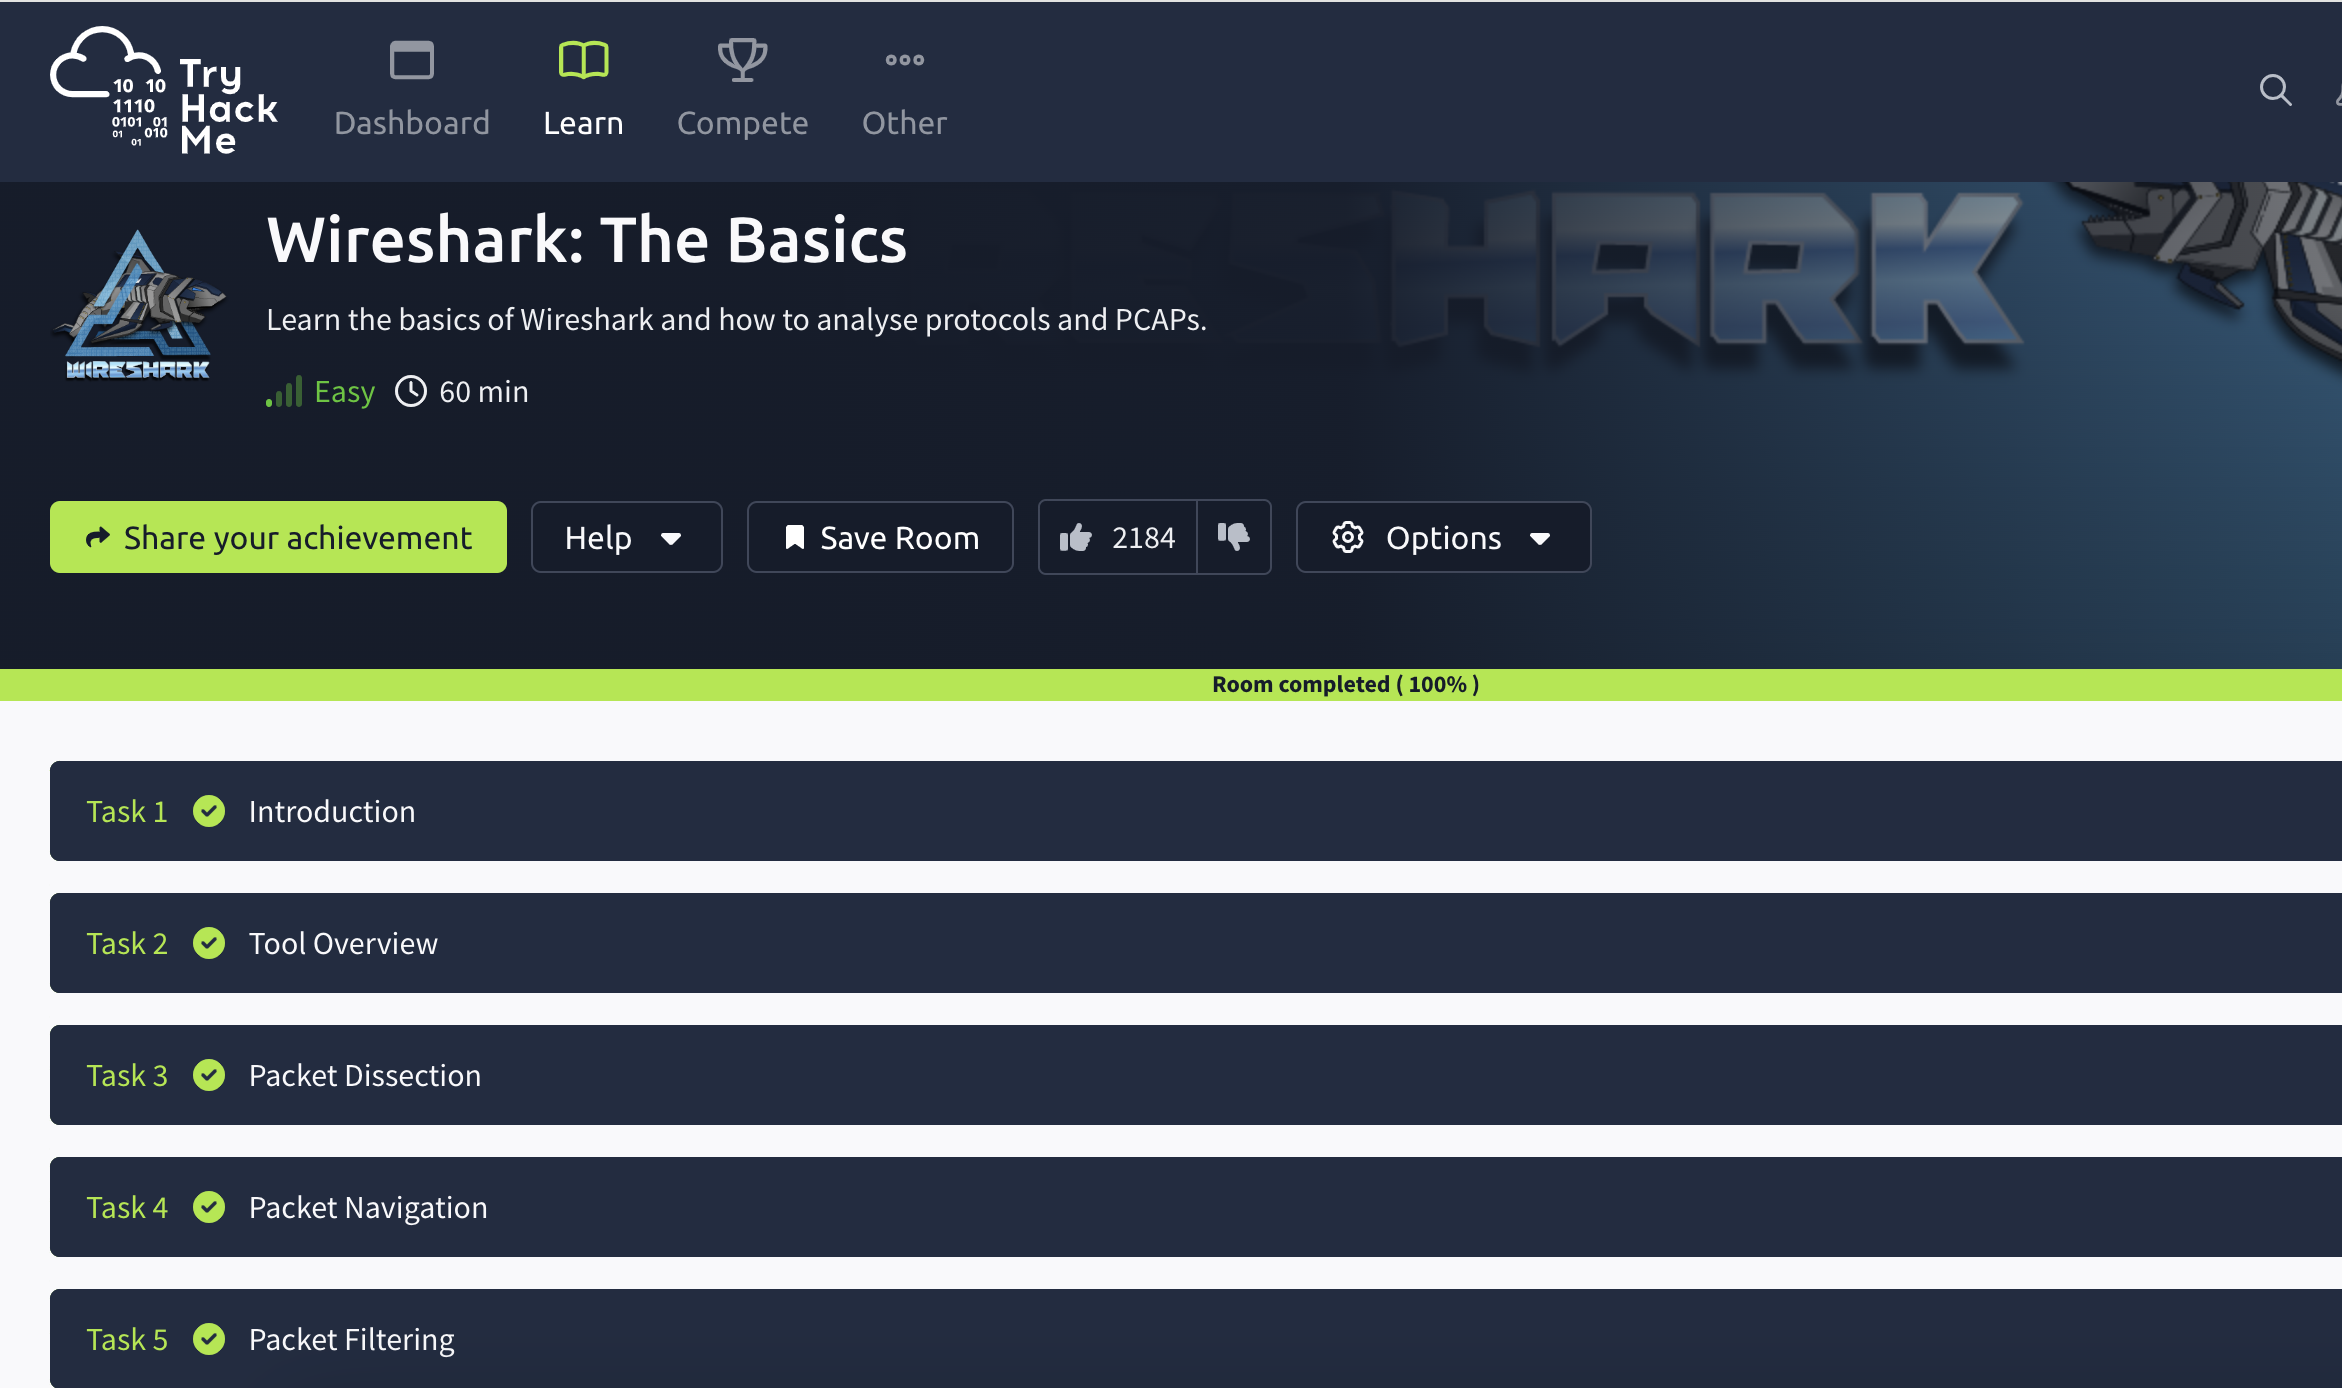 Try
Hack
Me
10 10
1110
0101 01
01 010
01
Dashboard
Learn
Compete
Other
SHARK
WIRESHARK
Wireshark: The Basics
Learn the basics of Wireshark and how to analyse protocols and PCAPs.
Easy 60 min
Share your achievement
Help
Save Room
2184
Options
Room completed ( 100% )
Task 1 Introduction
Task 2 Tool Overview
Task 3 Packet Dissection
Task 4 Packet Navigation
Task 5 Packet Filtering